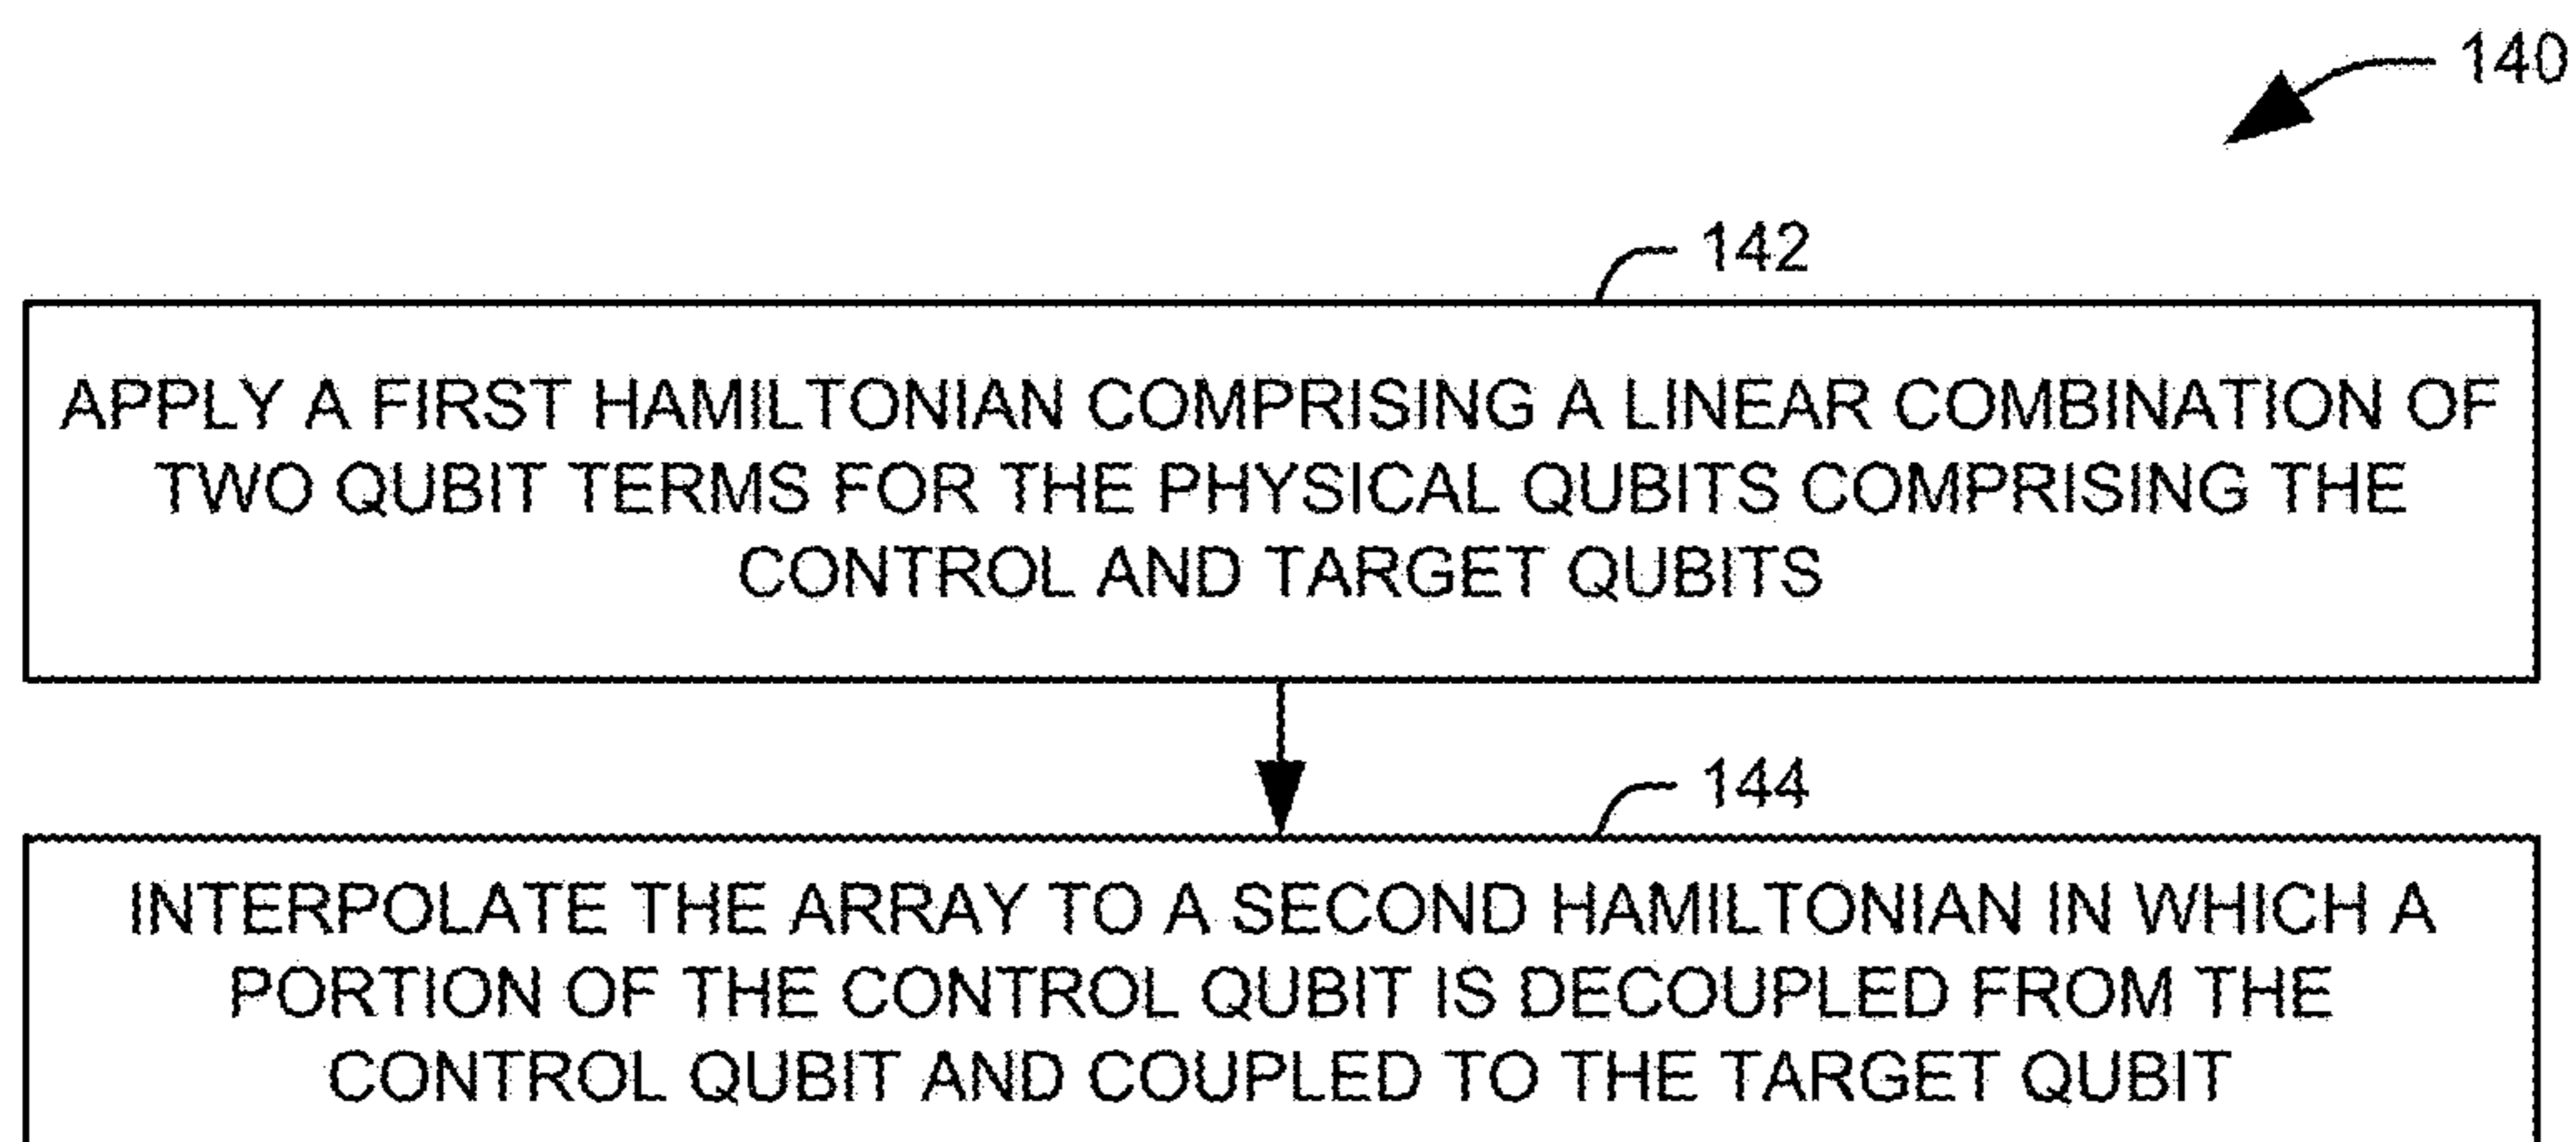 140
142
APPLY A FIRST HAMILTONIAN COMPRISING A LINEAR COMBINATION OF
TWO QUBIT TERMS FOR THE PHYSICAL QUBITS COMPRISING THE
CONTROL AND TARGET QUBITS
144
INTERPOLATE THE ARRAY TO A SECOND HAMILTONIAN IN WHICH A
PORTION OF THE CONTROL QUBIT IS DECOUPLED FROM THE
CONTROL QUBIT AND COUPLED TO THE TARGET QUBIT